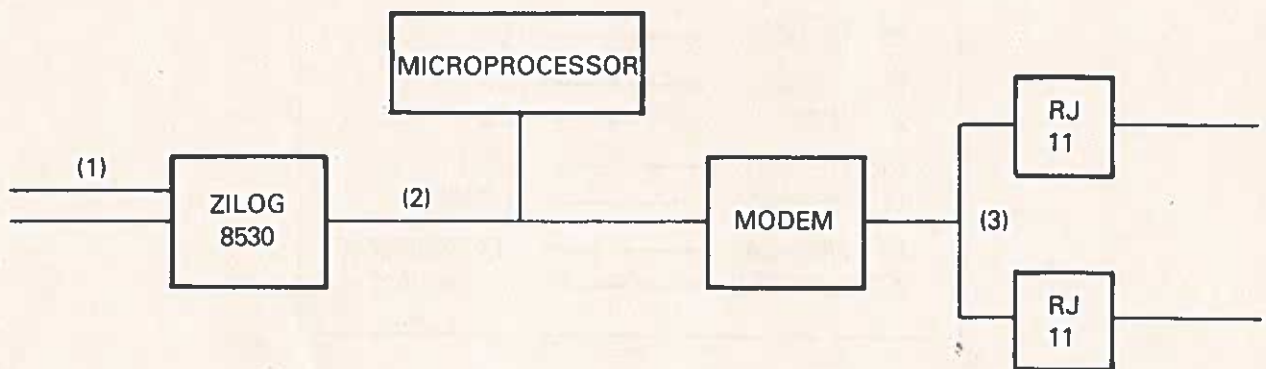 MICROPROCESSOR
RJ
11
(1)
ZILOG
8530
(2)
MODEM
(3)
RJ
11